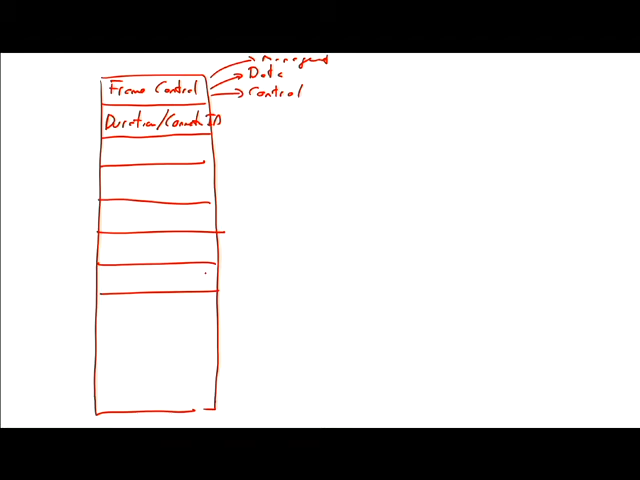 Data
Frame Control
Control
Duration/Connect ID